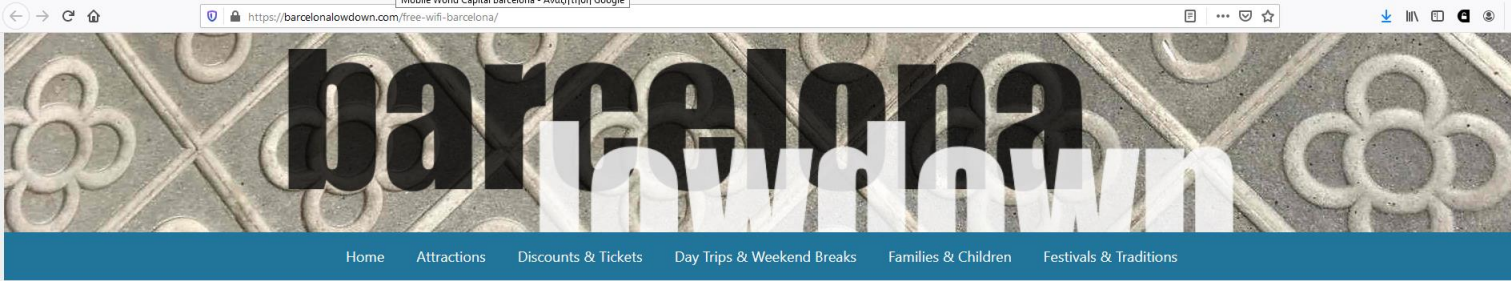 Mobile World Capital Barcelona - Αναζήτηση Google
https://barcelonalowdown.com/free-wifi-barcelona/
barcelona
lowdown
Home Attractions Discounts & Tickets Day Trips & Weekend Breaks Families & Children Festivals & Traditions